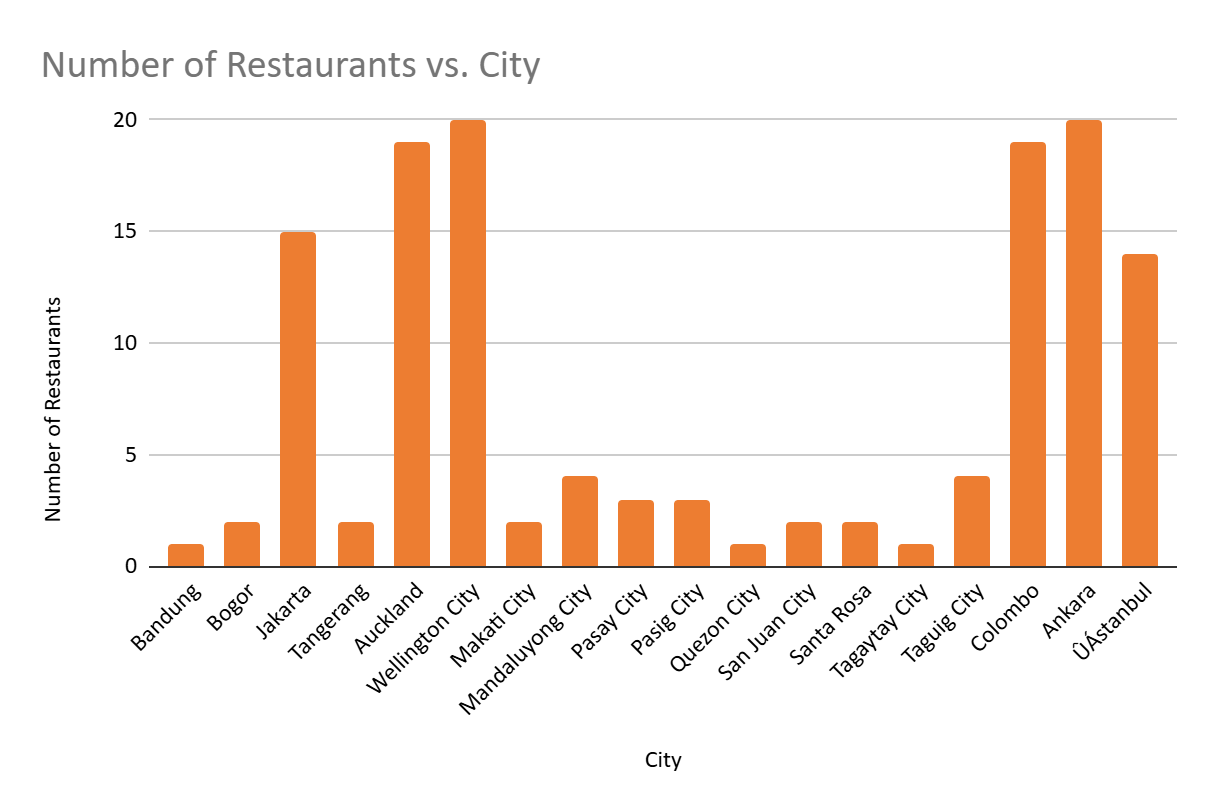 Number of Restaurants vs. City
20
15
10
5
0
Number of Restaurants
Bandung
Bogor
Jakarta
Tangerang
Auckland
Wellington City
Makati City
Mandaluyong City
Pasay City
Pasig City
Quezon City
San Juan City
Santa Rosa
Tagaytay City
Taguig City
Colombo
Ankara
ÛÁstanbul
City